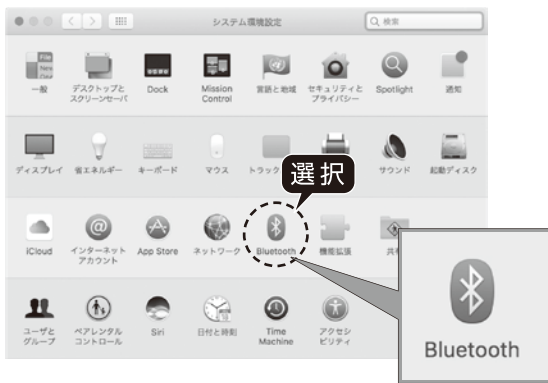 システム環境設定
検索
File
New
一般
デスクトップと
スクリーンセーバ
Dock
Mission
Control
言語と地域
セキュリティと
プライバシー
Spotlight
通知
ディスプレイ
省エネルギー
キーボード
マウス
トラック
サウンド
起動ディスク
選択
iCloud
インターネット
アカウント
App Store
ネットワーク
Bluetooth
機能拡張
共有
ユーザと
グループ
ペアレンタル
コントロール
Siri
日付と時刻
Time
Machine
アクセシ
ビリティ
Bluetooth